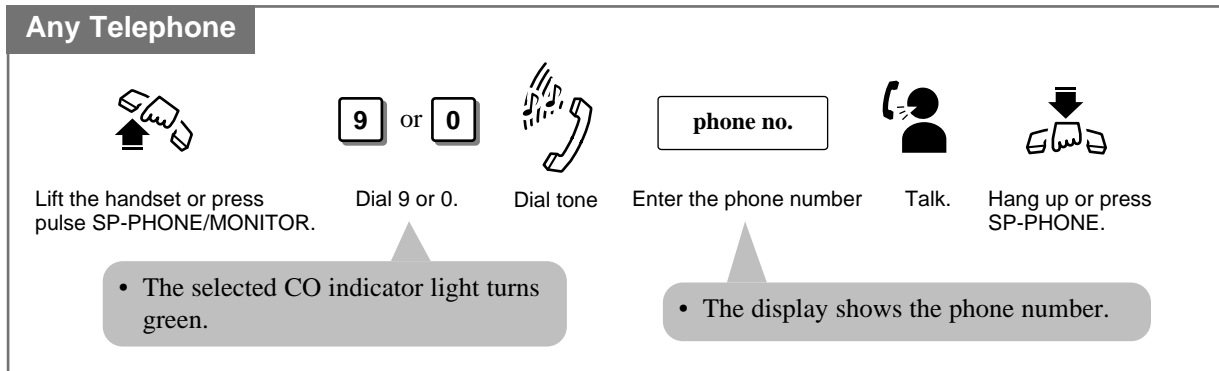 Any Telephone
9 or 0
phone no.
Lift the handset or press
pulse SP-PHONE/MONITOR.
Dial 9 or 0.
Dial tone
Enter the phone number
Talk.
Hang up or press
SP-PHONE.
• The selected CO indicator light turns
green.
• The display shows the phone number.